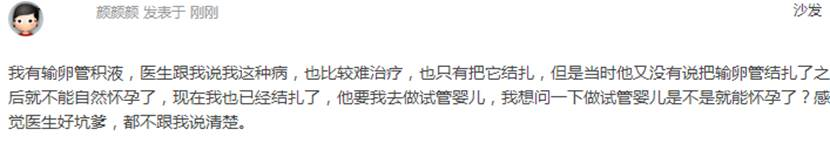 颜颜颜 发表于 刚刚 沙发
我有输卵管积液，医生跟我说我这种病，也比较难治疗，也只有把它结扎，但是当时他又没有说把输卵管结扎了之
后就不能自然怀孕了，现在我也已经结扎了，他要我去做试管婴儿，我想问一下做试管婴儿是不是就能怀孕了？感
觉医生好坑爹，都不跟我说清楚。